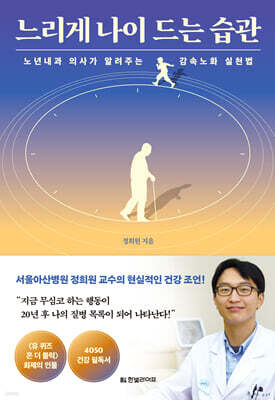 느리게 나이 드는 습관
노년내과 의사가 알려주는 감속노화 실천법
정희원 지음
서울아산병원 정희원 교수의 현실적인 건강 조언!
“지금 무심코 하는 행동이
20년 후 나의 질병 목록이 되어 나타난다!”
〈유 퀴즈
온 더 블럭〉
화제의 인물
4050
건강 필독서
한빛라이프